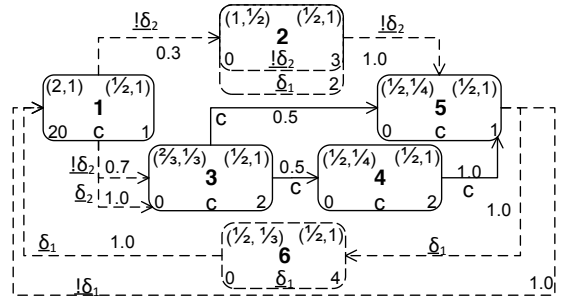 !δ₂
0.3
(1,½) (½,1)
2
0 !δ₂ 3
δ₁ 2
!δ₂
1.0
(2,1) (½,1)
1
20 c 1
(½,¼) (½,1)
5
0 c 1
c 0.5
!δ₂ 0.7
δ₂ 1.0
(⅔,⅓) (½,1)
3
0 c 2
0.5
c
(½,¼) (½,1)
4
0 c 2
1.0
c
1.0
δ₁ 1.0
(½,⅓) (½,1)
6
0 δ₁ 4
δ₁
!δ₁ 1.0